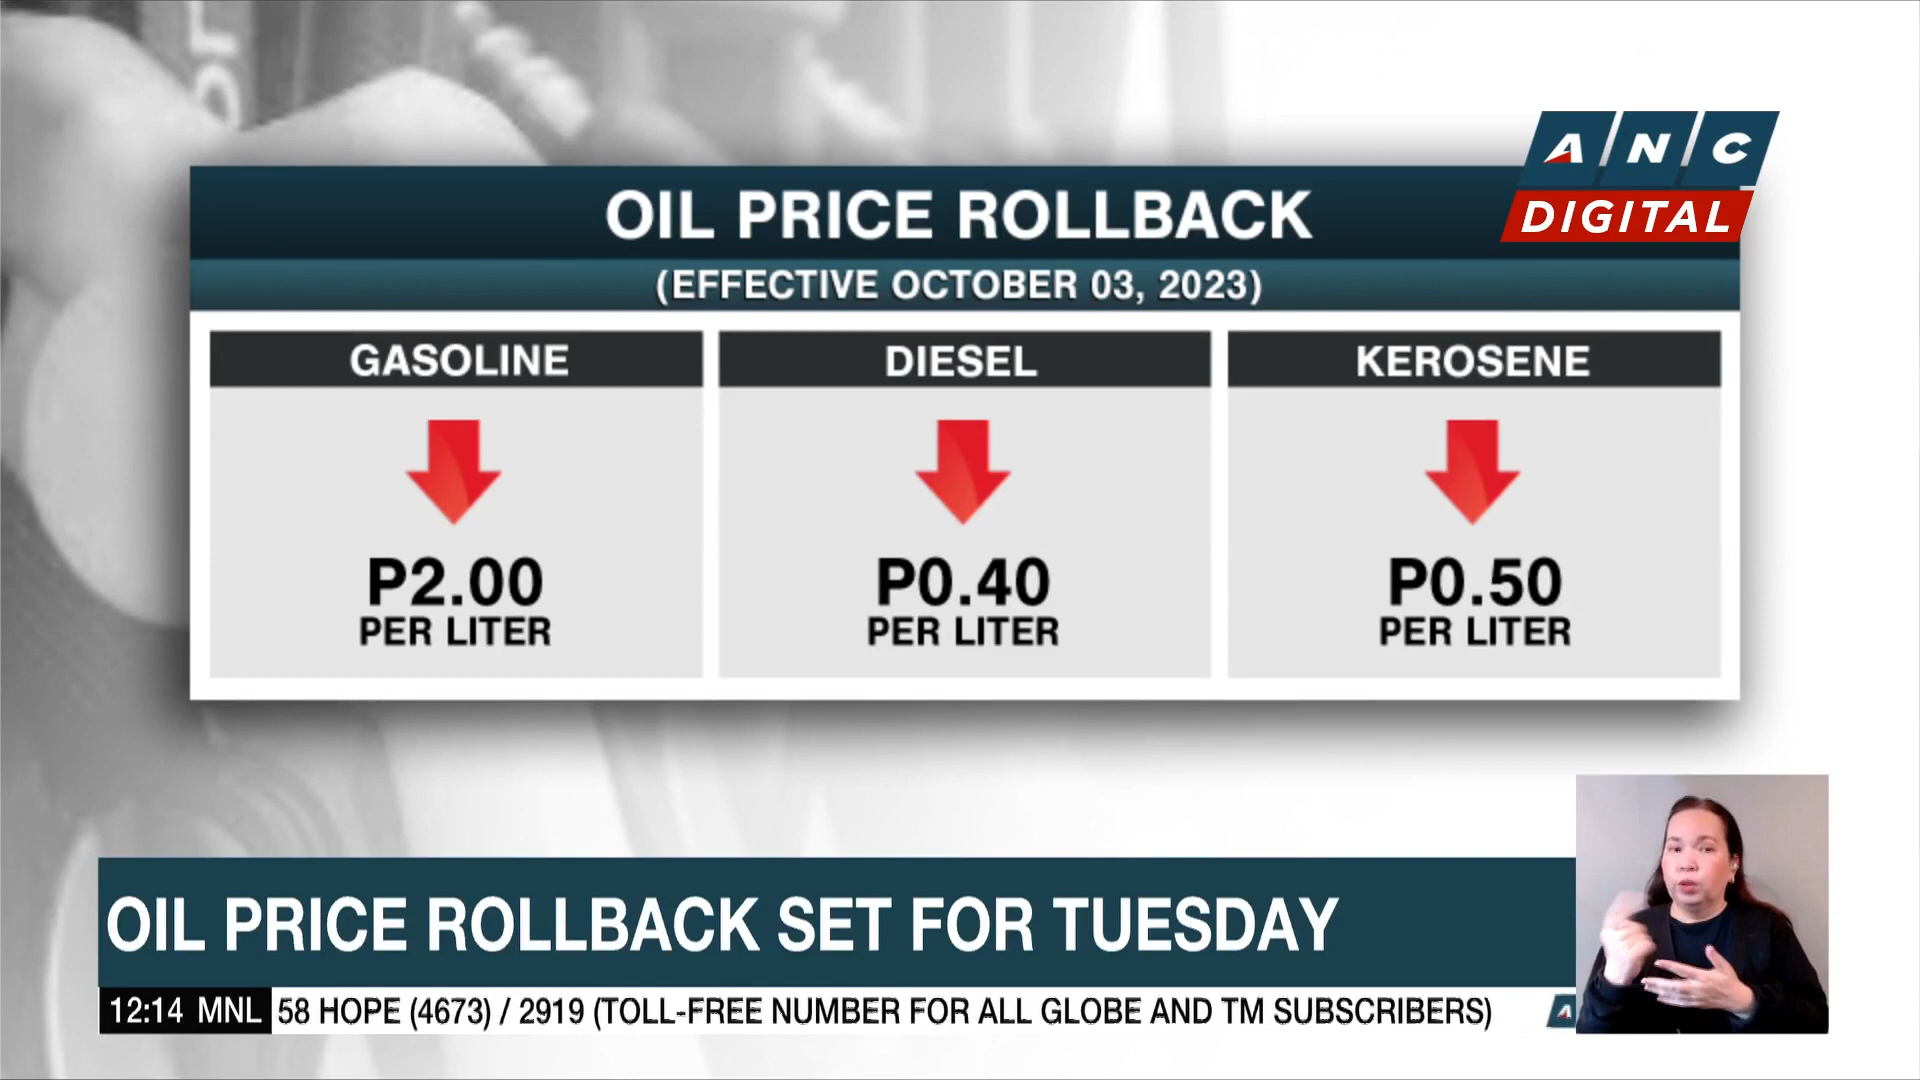 ANC
DIGITAL
OIL PRICE ROLLBACK
(EFFECTIVE OCTOBER 03, 2023)
GASOLINE
DIESEL
KEROSENE
P2.00
PER LITER
P0.40
PER LITER
P0.50
PER LITER
OIL PRICE ROLLBACK SET FOR TUESDAY
12:14 MNL
58 HOPE (4673) / 2919 (TOLL-FREE NUMBER FOR ALL GLOBE AND TM SUBSCRIBERS)